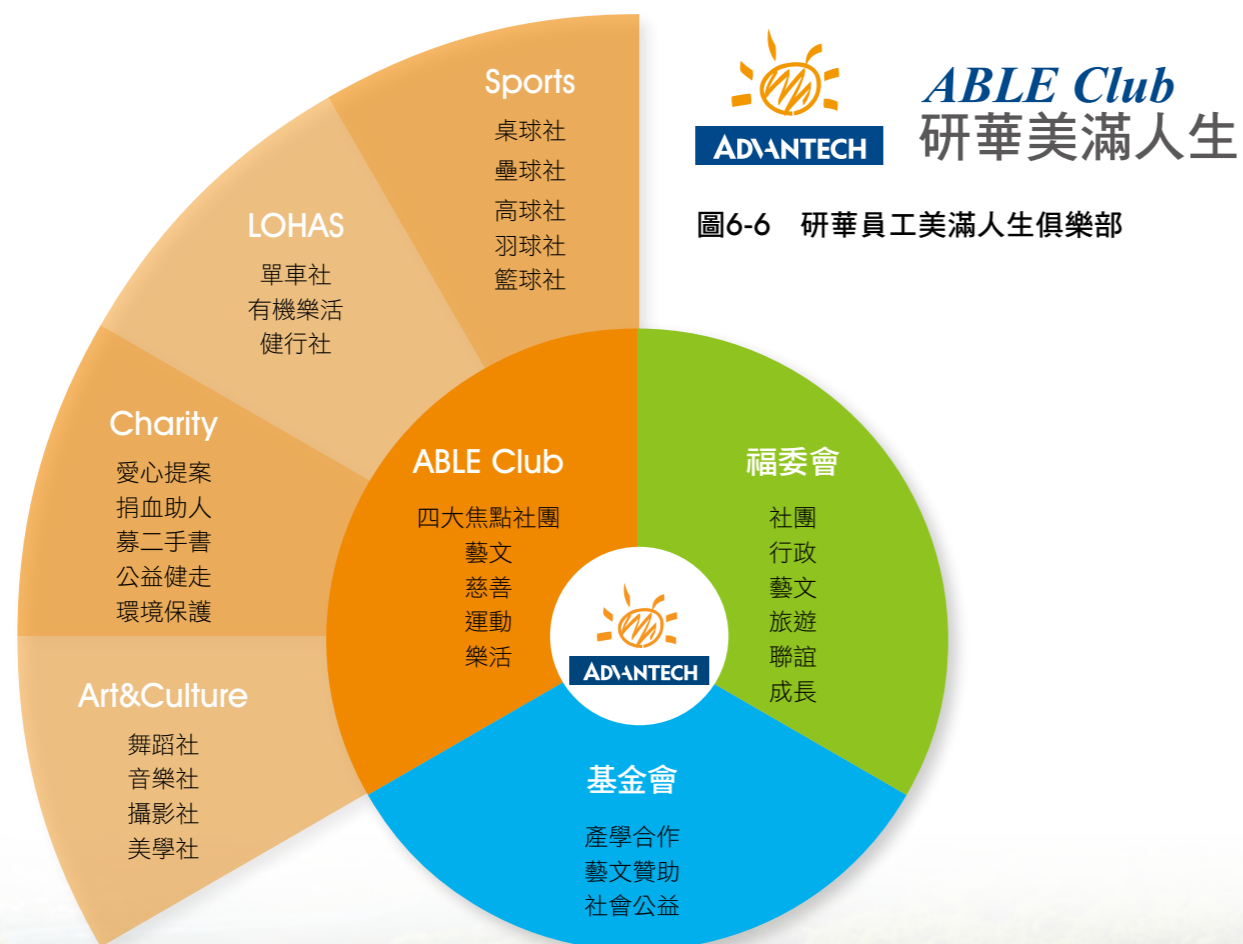 ADVANTECH
ABLE Club
研華美滿人生
圖6-6 研華員工美滿人生俱樂部
Sports
桌球社
壘球社
高球社
羽球社
籃球社
LOHAS
單車社
有機樂活
健行社
Charity
愛心提案
捐血助人
募二手書
公益健走
環境保護
Art&Culture
舞蹈社
音樂社
攝影社
美學社
ABLE Club
四大焦點社團
藝文
慈善
運動
樂活
福委會
社團
行政
藝文
旅遊
聯誼
成長
ADVANTECH
基金會
產學合作
藝文贊助
社會公益